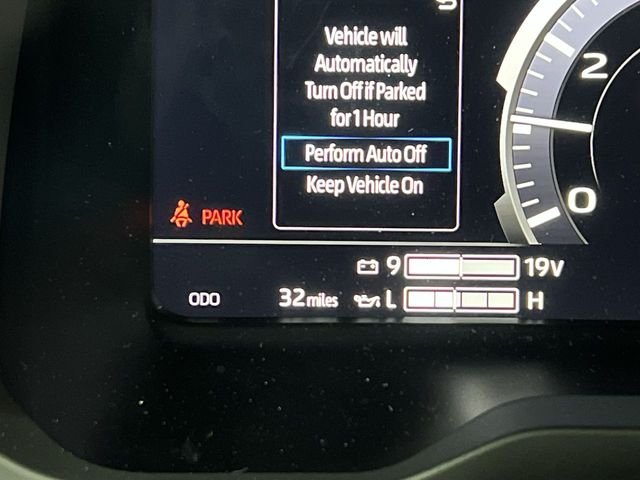 Vehicle will
Automatically
Turn Off if Parked
for 1 Hour
Perform Auto Off
Keep Vehicle On
2
0
PARK
9 19V
ODO 32 miles L H